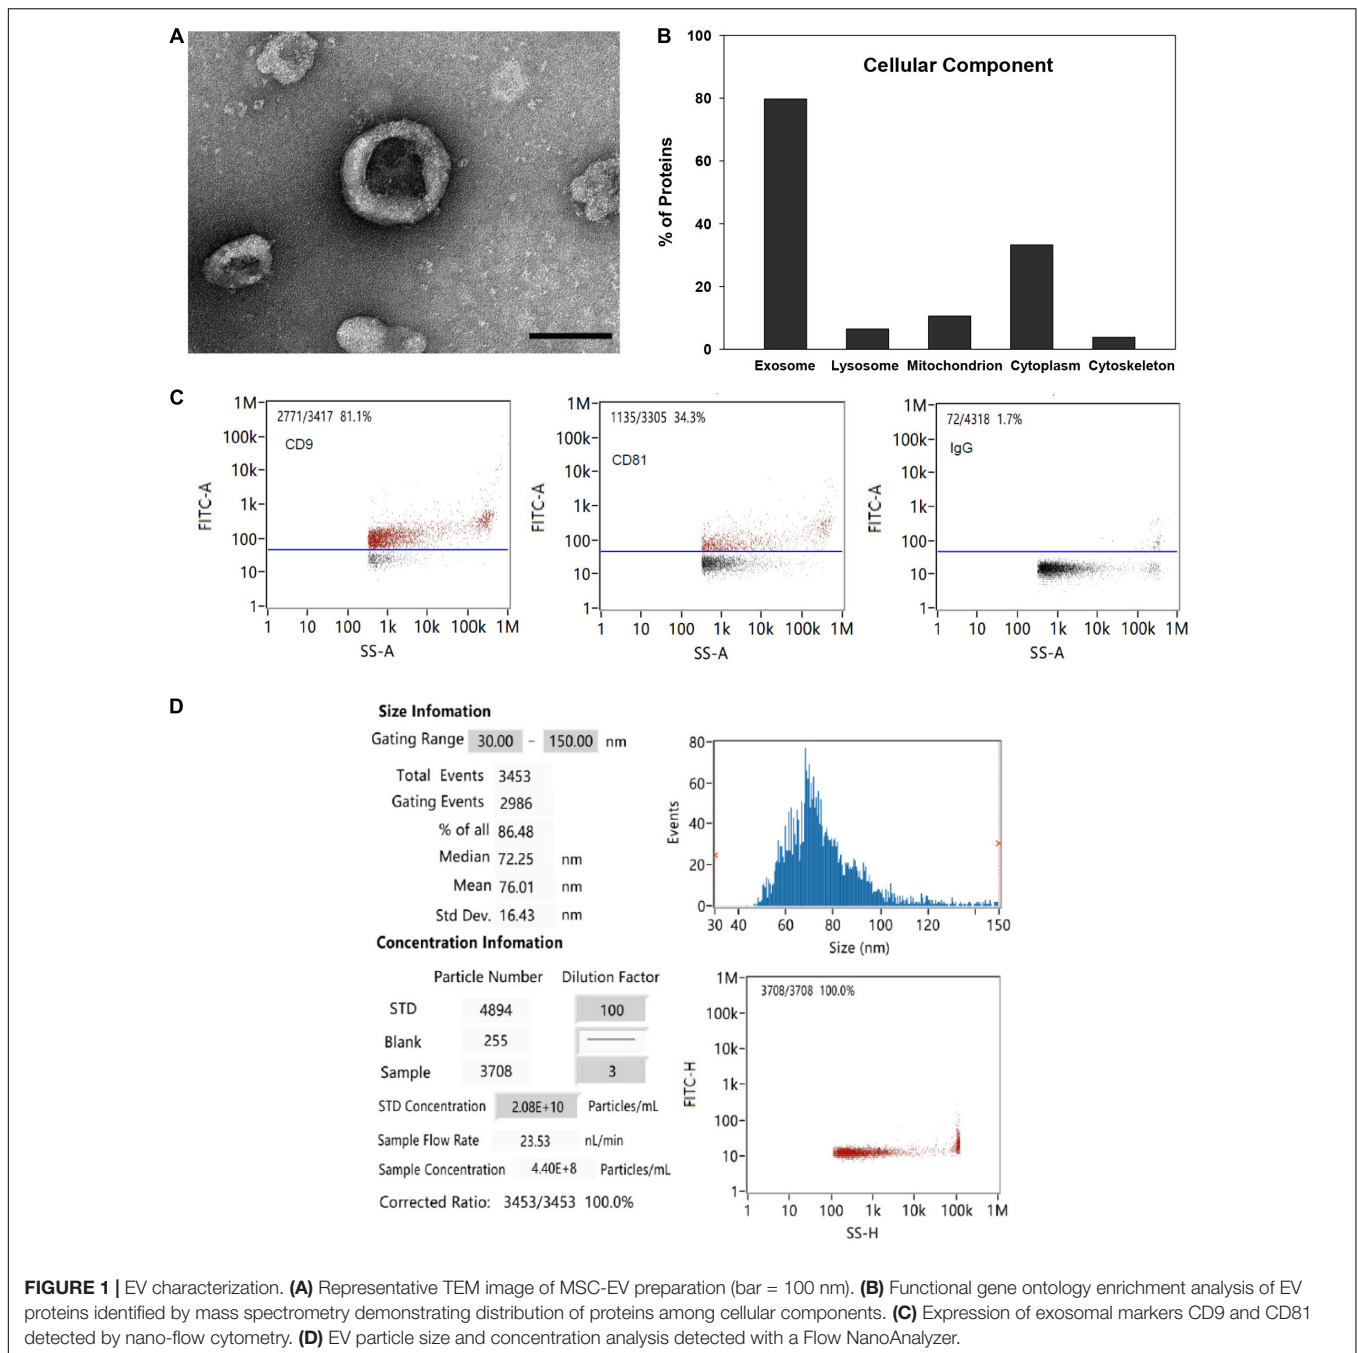 A
B
100
80
60
40
20
0
% of Proteins
Cellular Component
Exosome Lysosome Mitochondrion Cytoplasm Cytoskeleton
C
1M
100k
10k
1k
100
10
1
FITC-A
2771/3417 81.1%
CD9
1 10 100 1k 10k 100k 1M
SS-A
1M
100k
10k
1k
100
10
1
FITC-A
1135/3305 34.3%
CD81
1 10 100 1k 10k 100k 1M
SS-A
1M
100k
10k
1k
100
10
1
FITC-A
72/4318 1.7%
IgG
1 10 100 1k 10k 100k 1M
SS-A
D
Size Infomation
Gating Range 30.00 - 150.00 nm
Total Events 3453
Gating Events 2986
% of all 86.48
Median 72.25 nm
Mean 76.01 nm
Std Dev. 16.43 nm
Concentration Infomation
Particle Number Dilution Factor
STD 4894 100
Blank 255
Sample 3708 3
STD Concentration 2.08E+10 Particles/mL
Sample Flow Rate 23.53 nL/min
Sample Concentration 4.40E+8 Particles/mL
Corrected Ratio: 3453/3453 100.0%
80
60
40
20
0
Events
30 40 60 80 100 120 150
Size (nm)
1M
100k
10k
1k
100
10
1
FITC-H
3708/3708 100.0%
1 10 100 1k 10k 100k 1M
SS-H
FIGURE 1 | EV characterization. (A) Representative TEM image of MSC-EV preparation (bar = 100 nm). (B) Functional gene ontology enrichment analysis of EV
proteins identified by mass spectrometry demonstrating distribution of proteins among cellular components. (C) Expression of exosomal markers CD9 and CD81
detected by nano-flow cytometry. (D) EV particle size and concentration analysis detected with a Flow NanoAnalyzer.